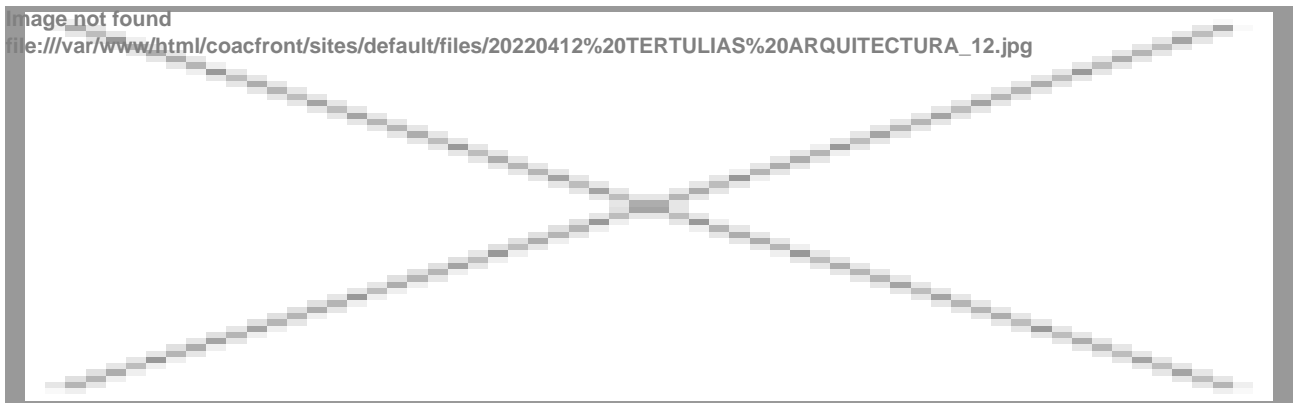 Image not found
file:///var/www/html/coacfront/sites/default/files/20220412%20TERTULIAS%20ARQUITECTURA_12.jpg